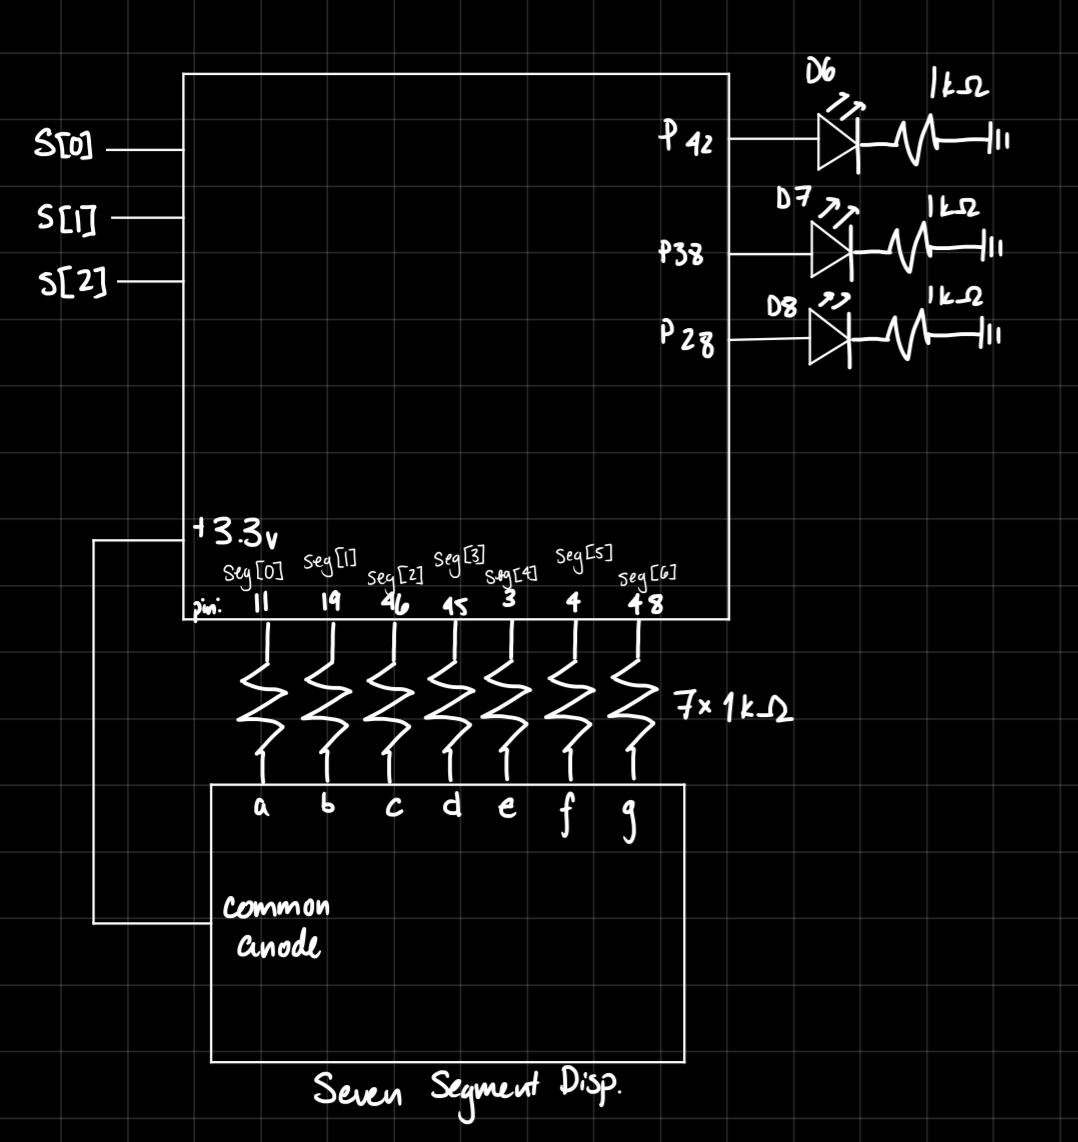 D6
1kΩ
S[0]
P42
D7
1kΩ
S[1]
P38
S[2]
D8
1kΩ
P28
+3.3v
seg[0] seg[1] seg[2] seg[3] seg[4] seg[5] seg[6]
pin: 11 19 46 45 3 4 48
7x1kΩ
a b c d e f g
common
anode
Seven Segment Disp.